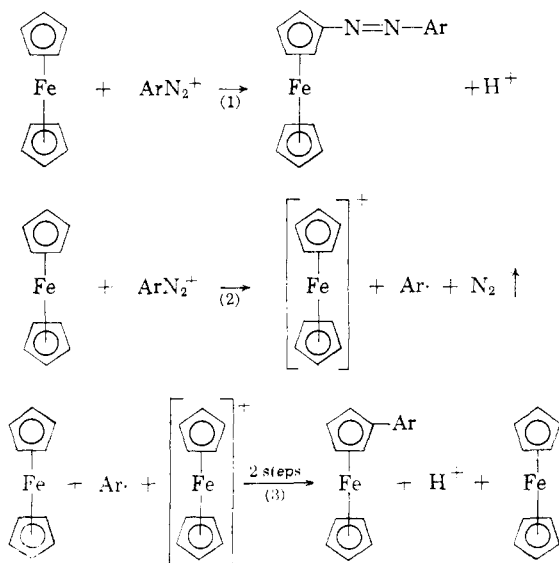 N=N—Ar
Fe + ArN₂⁺ → Fe + H⁺
(1)
+
Fe + ArN₂⁺ → Fe + Ar· + N₂ ↑
(2)
+ Ar
Fe + Ar· + Fe 2 steps Fe + H⁺ + Fe
(3)